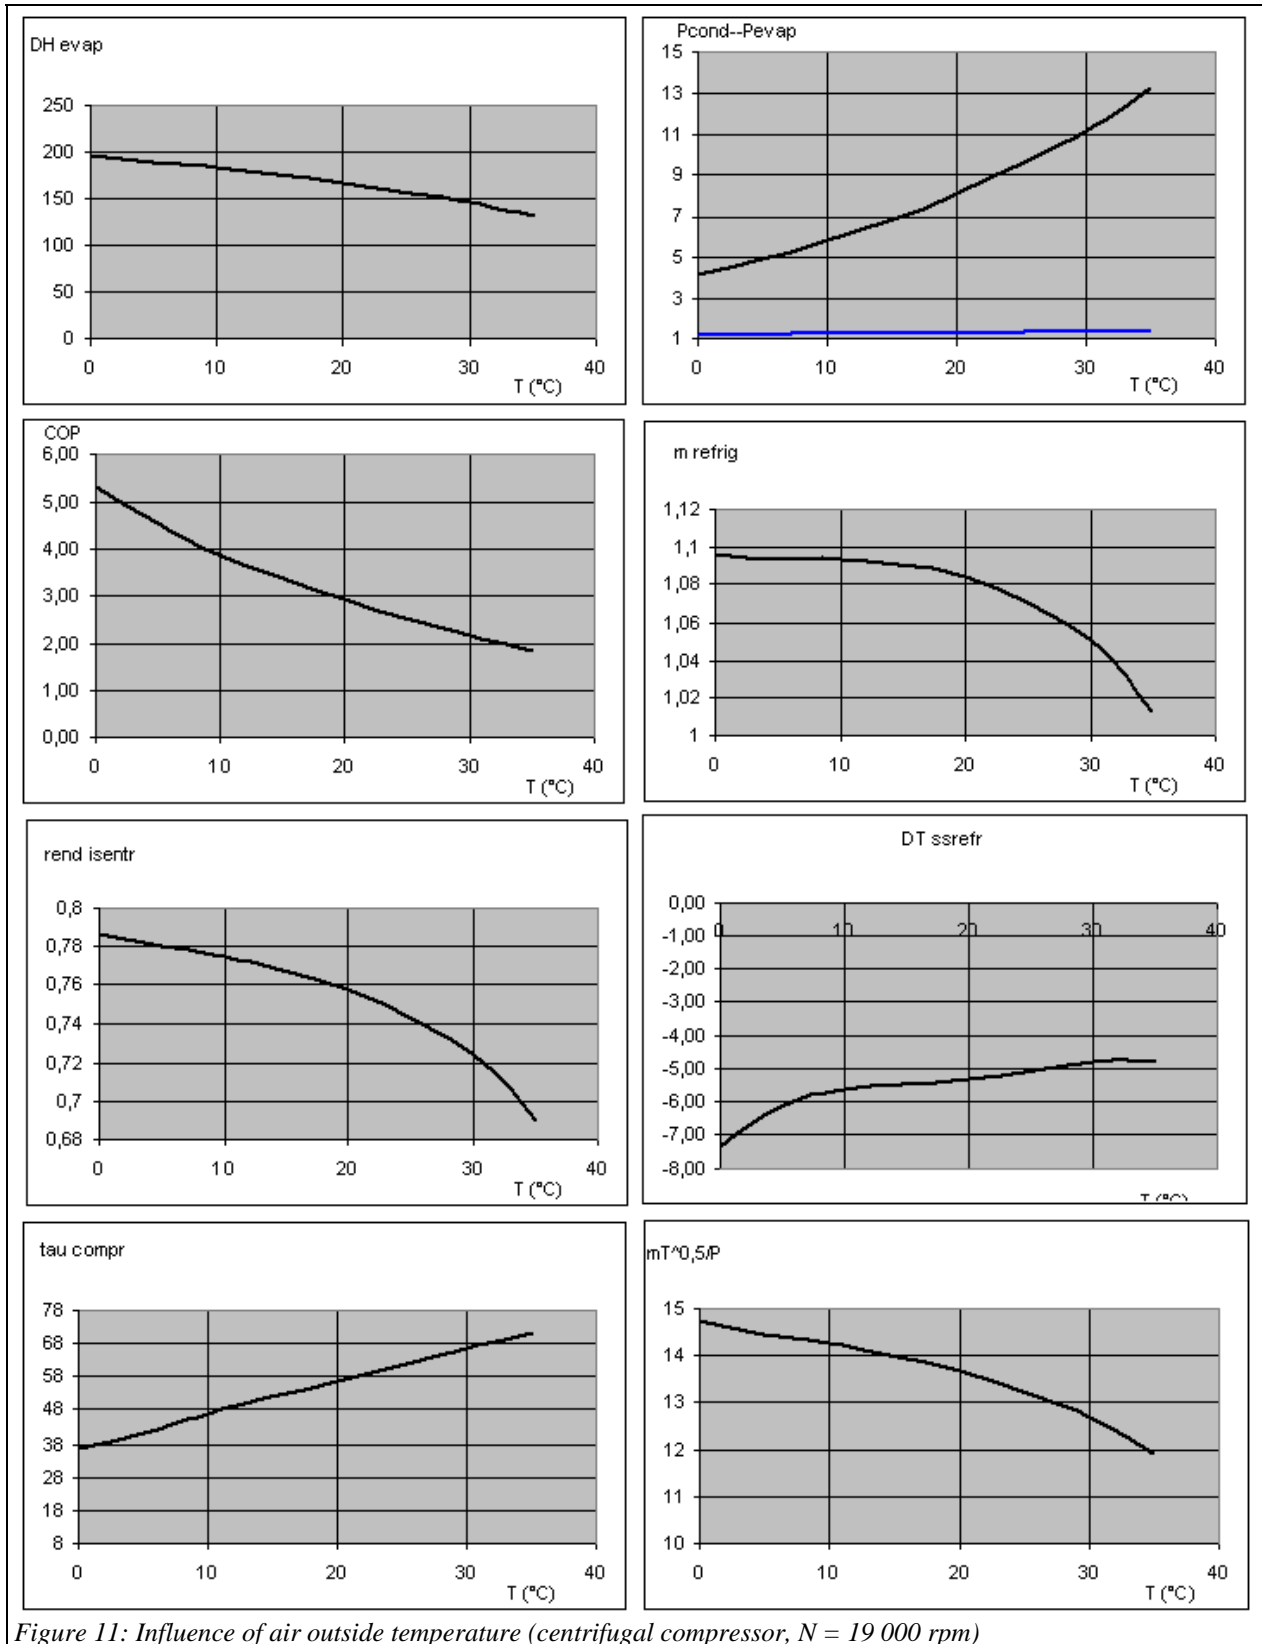 DH evap
250
200
150
100
50
0
0 10 20 30 40
T (°C)
Pcond--Pevap
15
13
11
9
7
5
3
1
0 10 20 30 40
T (°C)
COP
6,00
5,00
4,00
3,00
2,00
1,00
0,00
0 10 20 30 40
T (°C)
m refrig
1,12
1,1
1,08
1,06
1,04
1,02
1
0 10 20 30 40
T (°C)
rend isentr
0,8
0,78
0,76
0,74
0,72
0,7
0,68
0 10 20 30 40
T (°C)
DT ssrefr
0,00
0 10 20 30 40
-1,00
-2,00
-3,00
-4,00
-5,00
-6,00
-7,00
-8,00
T (°C)
tau compr
78
68
58
48
38
28
18
8
0 10 20 30 40
T (°C)
mT^0,5/P
15
14
13
12
11
10
0 10 20 30 40
T (°C)
Figure 11: Influence of air outside temperature (centrifugal compressor, N = 19 000 rpm)